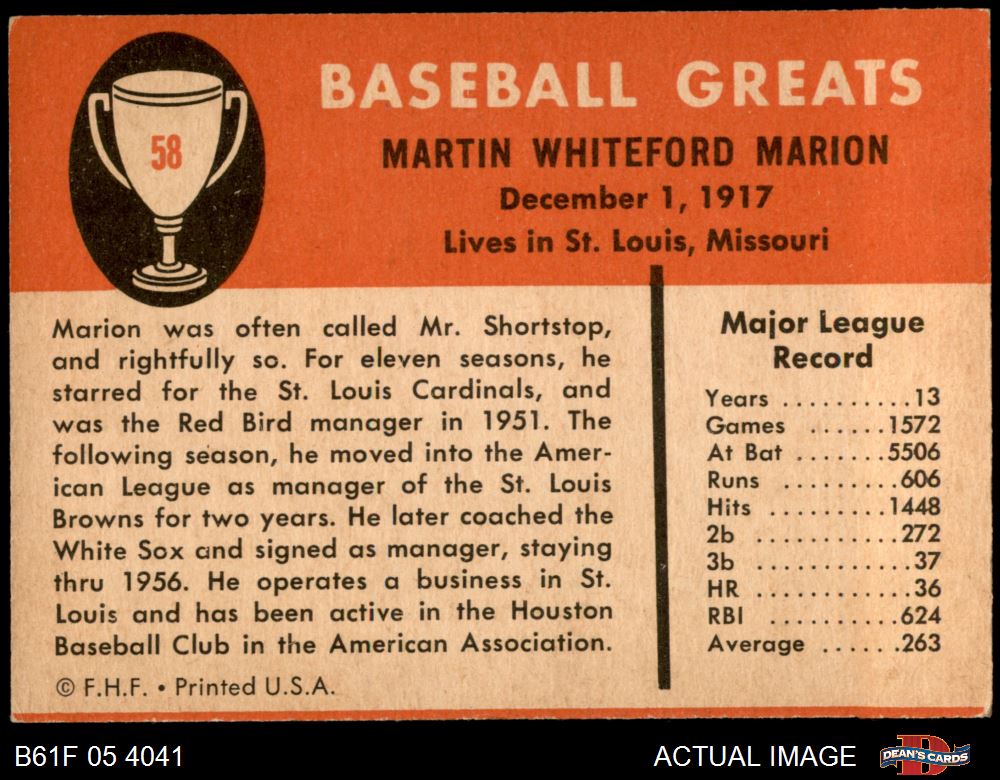 58
BASEBALL GREATS
MARTIN WHITEFORD MARION
December 1, 1917
Lives in St. Louis, Missouri
Marion was often called Mr. Shortstop,
and rightfully so. For eleven seasons, he
starred for the St. Louis Cardinals, and
was the Red Bird manager in 1951. The
following season, he moved into the Amer-
ican League as manager of the St. Louis
Browns for two years. He later coached the
White Sox and signed as manager, staying
thru 1956. He operates a business in St.
Louis and has been active in the Houston
Baseball Club in the American Association.
© F.H.F. • Printed U.S.A.
Major League
Record
Years ..........13
Games ......1572
At Bat .......5506
Runs ........606
Hits .........1448
2b ..........272
3b ...........37
HR ...........36
RBI .........624
Average ......263
B61F 05 4041
ACTUAL IMAGE
DEAN'S CARDS